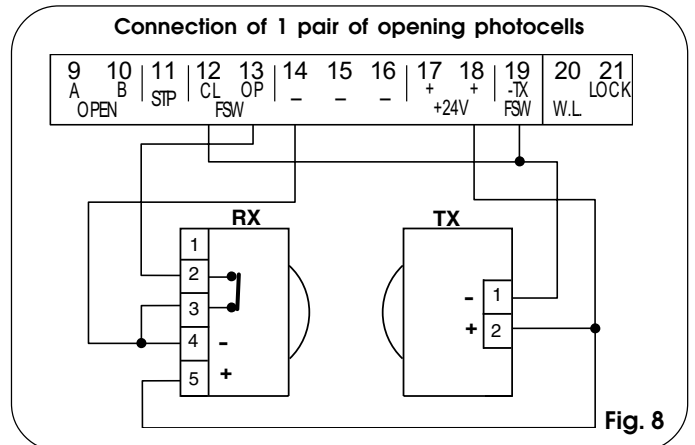 Connection of 1 pair of opening photocells
9 10 11 12 13 14 15 16 17 18 19 20 21
A B STP CL OP – – – + + -TX LOCK
OPEN FSW +24V FSW W.L.
RX TX
1
2
3
4 -
5 +
- 1
+ 2
Fig. 8